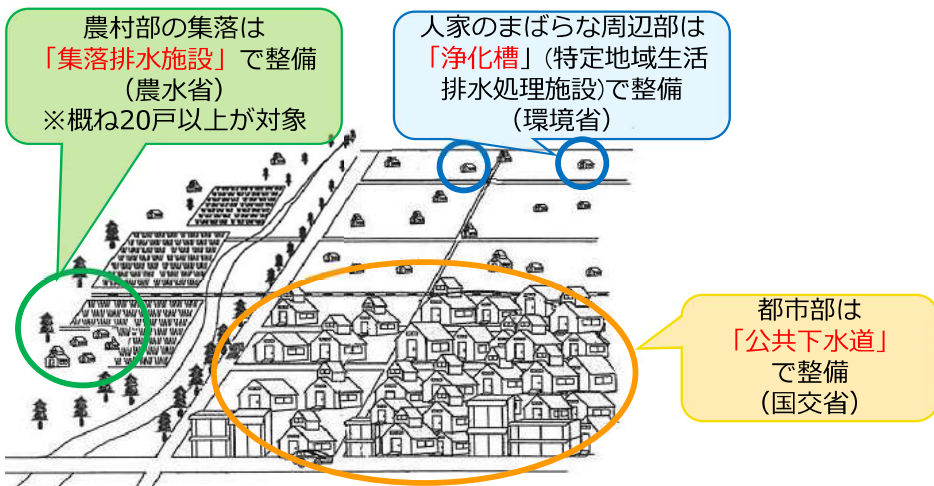 農村部の集落は
「集落排水施設」で整備
（農水省）
※概ね20戸以上が対象
人家のまばらな周辺部は
「浄化槽」(特定地域生活
排水処理施設)で整備
（環境省）
都市部は
「公共下水道」
で整備
（国交省）